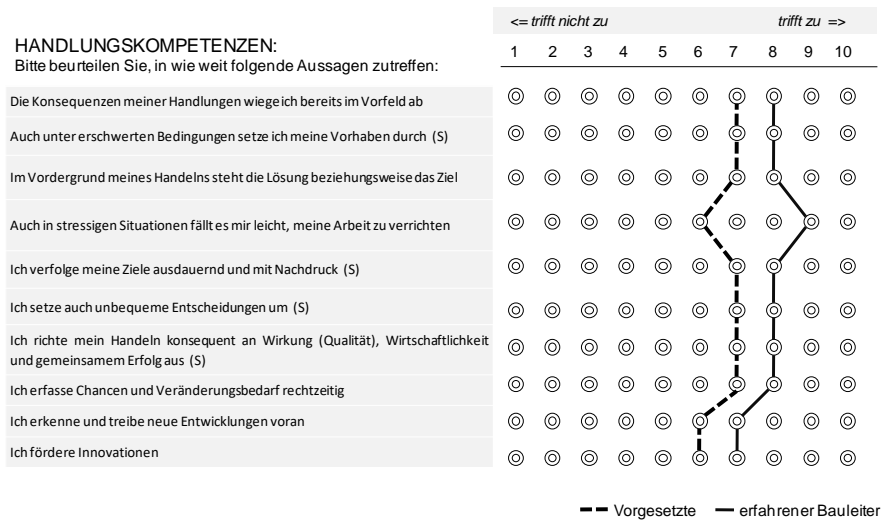 <= trifft nicht zu trifft zu =>
HANDLUNGSKOMPETENZEN:
Bitte beurteilen Sie, in wie weit folgende Aussagen zutreffen:
1 2 3 4 5 6 7 8 9 10
Die Konsequenzen meiner Handlungen wiege ich bereits im Vorfeld ab
Auch unter erschwerten Bedingungen setze ich meine Vorhaben durch (S)
Im Vordergrund meines Handelns steht die Lösung beziehungsweise das Ziel
Auch in stressigen Situationen fällt es mir leicht, meine Arbeit zu verrichten
Ich verfolge meine Ziele ausdauernd und mit Nachdruck (S)
Ich setze auch unbequeme Entscheidungen um (S)
Ich richte mein Handeln konsequent an Wirkung (Qualität), Wirtschaftlichkeit
und gemeinsamem Erfolg aus (S)
Ich erfasse Chancen und Veränderungsbedarf rechtzeitig
Ich erkenne und treibe neue Entwicklungen voran
Ich fördere Innovationen
Vorgesetzte erfahrener Bauleiter